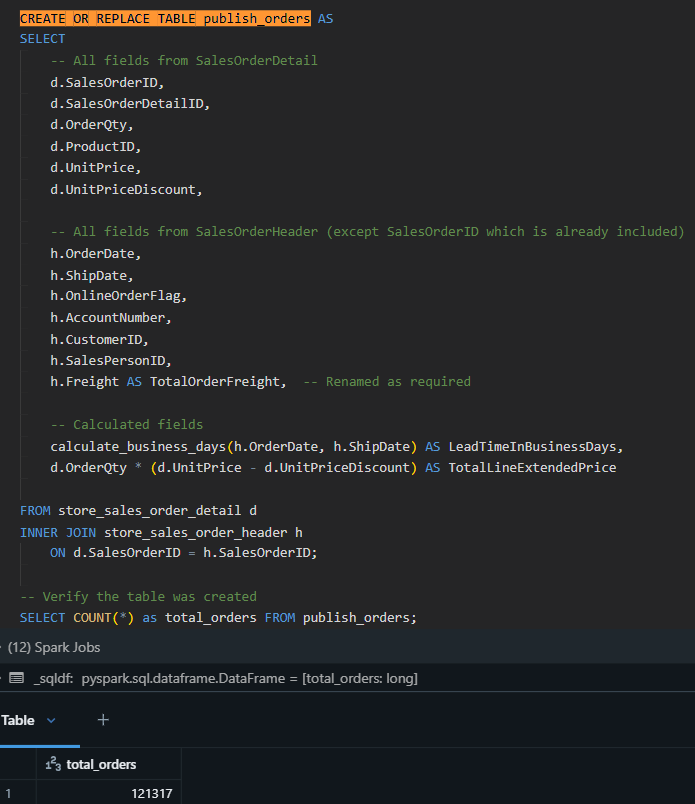 CREATE OR REPLACE TABLE publish_orders AS
SELECT
-- All fields from SalesOrderDetail
d.SalesOrderID,
d.SalesOrderDetailID,
d.OrderQty,
d.ProductID,
d.UnitPrice,
d.UnitPriceDiscount,
-- All fields from SalesOrderHeader (except SalesOrderID which is already included)
h.OrderDate,
h.ShipDate,
h.OnlineOrderFlag,
h.AccountNumber,
h.CustomerID,
h.SalesPersonID,
h.Freight AS TotalOrderFreight,  -- Renamed as required
-- Calculated fields
calculate_business_days(h.OrderDate, h.ShipDate) AS LeadTimeInBusinessDays,
d.OrderQty * (d.UnitPrice - d.UnitPriceDiscount) AS TotalLineExtendedPrice
FROM store_sales_order_detail d
INNER JOIN store_sales_order_header h
ON d.SalesOrderID = h.SalesOrderID;
-- Verify the table was created
SELECT COUNT(*) as total_orders FROM publish_orders;
(12) Spark Jobs
_sqldf: pyspark.sql.dataframe.DataFrame = [total_orders: long]
Table +
123 total_orders
1 121317